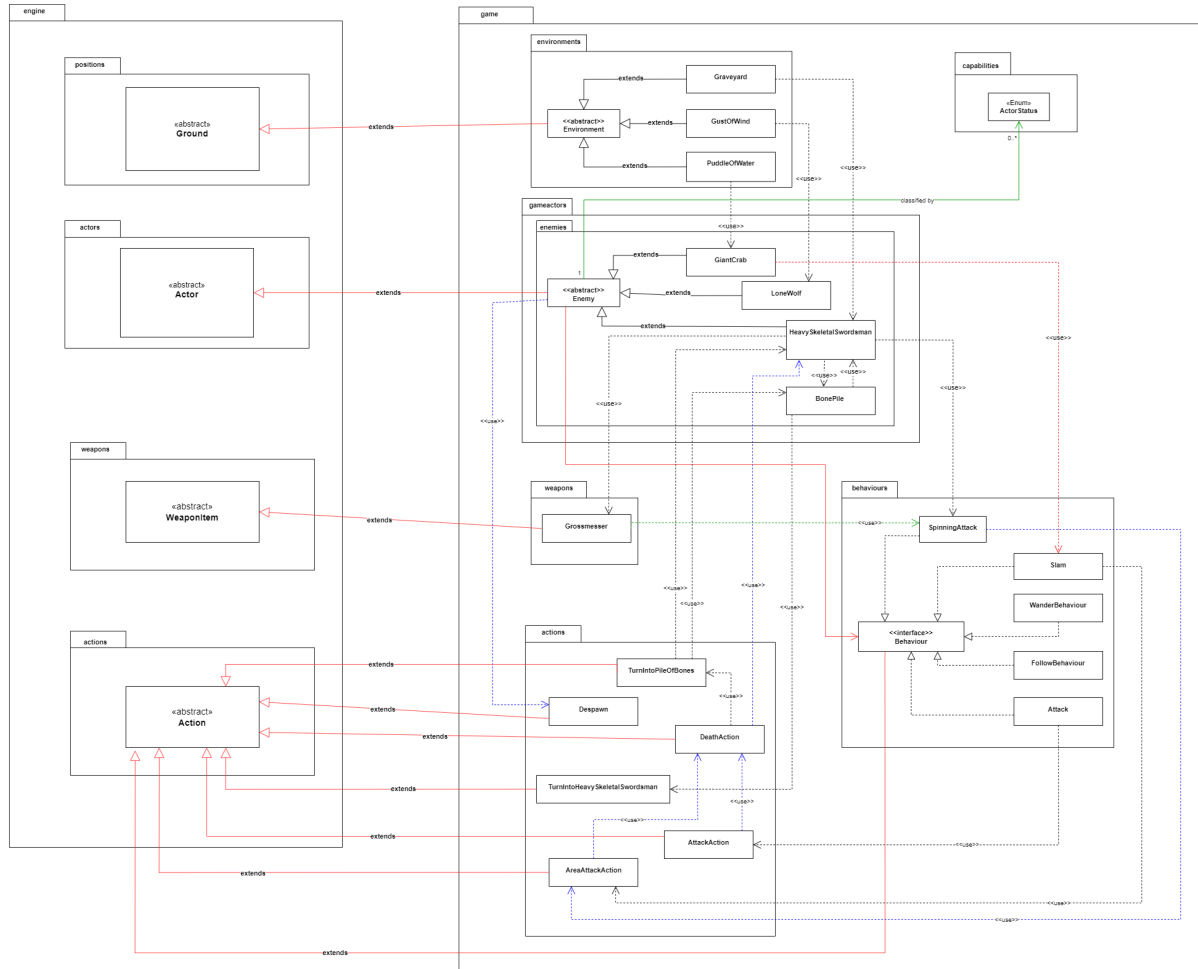 engine
game
environments
positions
capabilities
extends
Graveyard
«abstract»
Ground
«Enum»
ActorStatus
<<abstract>>
Environment
extends
GustOfWind
extends
0..*
extends
PuddleOfWater
<<use>>
<<use>>
classified by
gameactors
<<use>>
actors
enemies
extends
GiantCrab
1
«abstract»
Actor
<<abstract>>
Enemy
extends
LoneWolf
extends
extends
HeavySkeletalSwordsman
<<use>>
<<use>>
<<use>>
<<use>>
BonePile
<<use>>
<<use>>
<<use>>
weapons
weapons
behaviours
«abstract»
WeaponItem
extends
Grossmesser
<<use>>
SpinningAttack
Slam
<<use>>
<<use>>
<<use>>
<<use>>
WanderBehaviour
actions
actions
<<interface>>
Behaviour
extends
TurnIntoPileOfBones
FollowBehaviour
<<use>>
«abstract»
Action
extends
Despawn
Attack
extends
DeathAction
extends
TurnIntoHeavySkeletalSwordsman
<<use>>
<<use>>
extends
AttackAction
<<use>>
extends
AreaAttackAction
<<use>>
<<use>>
extends